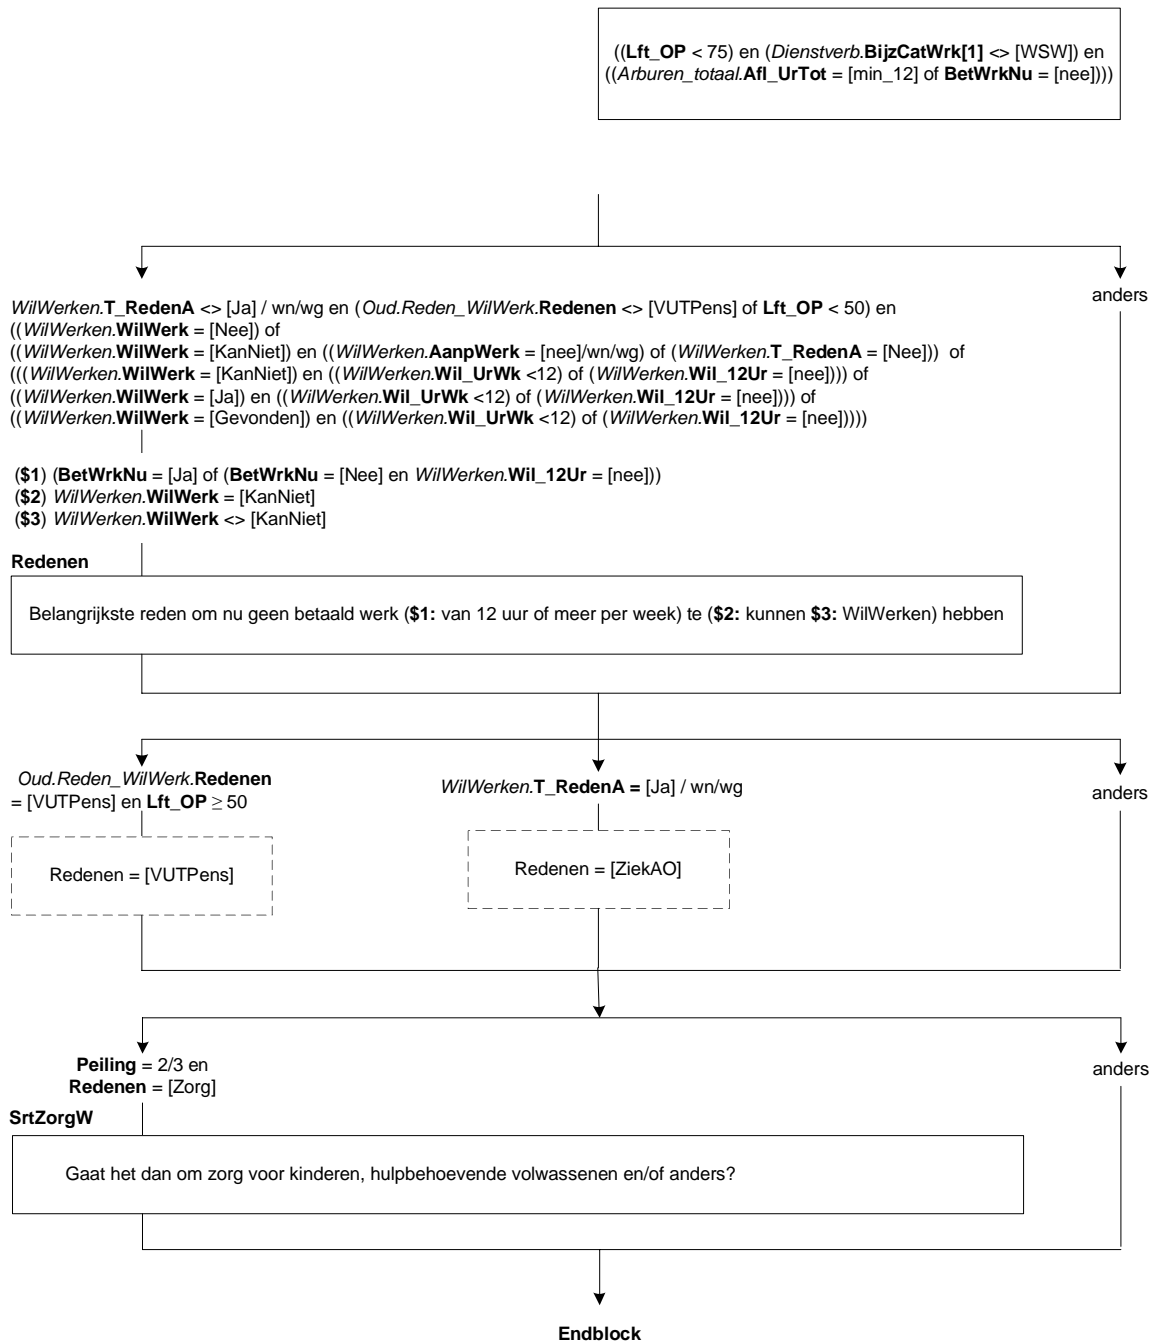 ((Lft_OP < 75) en (Dienstverb.BijzCatWrk[1] <> [WSW]) en
((Arburen_totaal.Afl_UrTot = [min_12] of BetWrkNu = [nee])))
WilWerken.T_RedenA <> [Ja] / wn/wg en (Oud.Reden_WilWerk.Redenen <> [VUTPens] of Lft_OP < 50) en
((WilWerken.WilWerk = [Nee]) of
((WilWerken.WilWerk = [KanNiet]) en ((WilWerken.AanpWerk = [nee]/wn/wg) of (WilWerken.T_RedenA = [Nee])) of
(((WilWerken.WilWerk = [KanNiet]) en ((WilWerken.Wil_UrWk <12) of (WilWerken.Wil_12Ur = [nee]))) of
((WilWerken.WilWerk = [Ja]) en ((WilWerken.Wil_UrWk <12) of (WilWerken.Wil_12Ur = [nee]))) of
((WilWerken.WilWerk = [Gevonden]) en ((WilWerken.Wil_UrWk <12) of (WilWerken.Wil_12Ur = [nee]))))
anders
($1) (BetWrkNu = [Ja] of (BetWrkNu = [Nee] en WilWerken.Wil_12Ur = [nee]))
($2) WilWerken.WilWerk = [KanNiet]
($3) WilWerken.WilWerk <> [KanNiet]
Redenen
Belangrijkste reden om nu geen betaald werk ($1: van 12 uur of meer per week) te ($2: kunnen $3: WilWerken) hebben
Oud.Reden_WilWerk.Redenen
= [VUTPens] en Lft_OP ≥ 50
WilWerken.T_RedenA = [Ja] / wn/wg
anders
Redenen = [VUTPens]
Redenen = [ZiekAO]
Peiling = 2/3 en
Redenen = [Zorg]
anders
SrtZorgW
Gaat het dan om zorg voor kinderen, hulpbehoevende volwassenen en/of anders?
Endblock